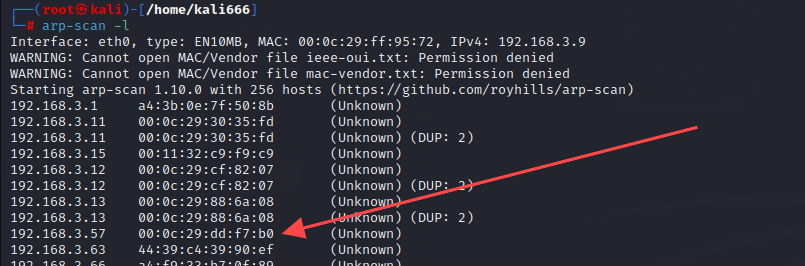 ┌──(root㉿kali)-[/home/kali666]
└─# arp-scan -l
Interface: eth0, type: EN10MB, MAC: 00:0c:29:ff:95:72, IPv4: 192.168.3.9
WARNING: Cannot open MAC/Vendor file ieee-oui.txt: Permission denied
WARNING: Cannot open MAC/Vendor file mac-vendor.txt: Permission denied
Starting arp-scan 1.10.0 with 256 hosts (https://github.com/royhills/arp-scan)
192.168.3.1 a4:3b:0e:7f:50:8b (Unknown)
192.168.3.11 00:0c:29:30:35:fd (Unknown)
192.168.3.11 00:0c:29:30:35:fd (Unknown) (DUP: 2)
192.168.3.15 00:11:32:c9:f9:c9 (Unknown)
192.168.3.12 00:0c:29:cf:82:07 (Unknown)
192.168.3.12 00:0c:29:cf:82:07 (Unknown) (DUP: 2)
192.168.3.13 00:0c:29:88:6a:08 (Unknown)
192.168.3.13 00:0c:29:88:6a:08 (Unknown) (DUP: 2)
192.168.3.57 00:0c:29:dd:f7:b0 (Unknown)
192.168.3.63 44:39:c4:39:90:ef (Unknown)
192.168.3.66 a4:f9:33:b7:0f:89 (Unknown)